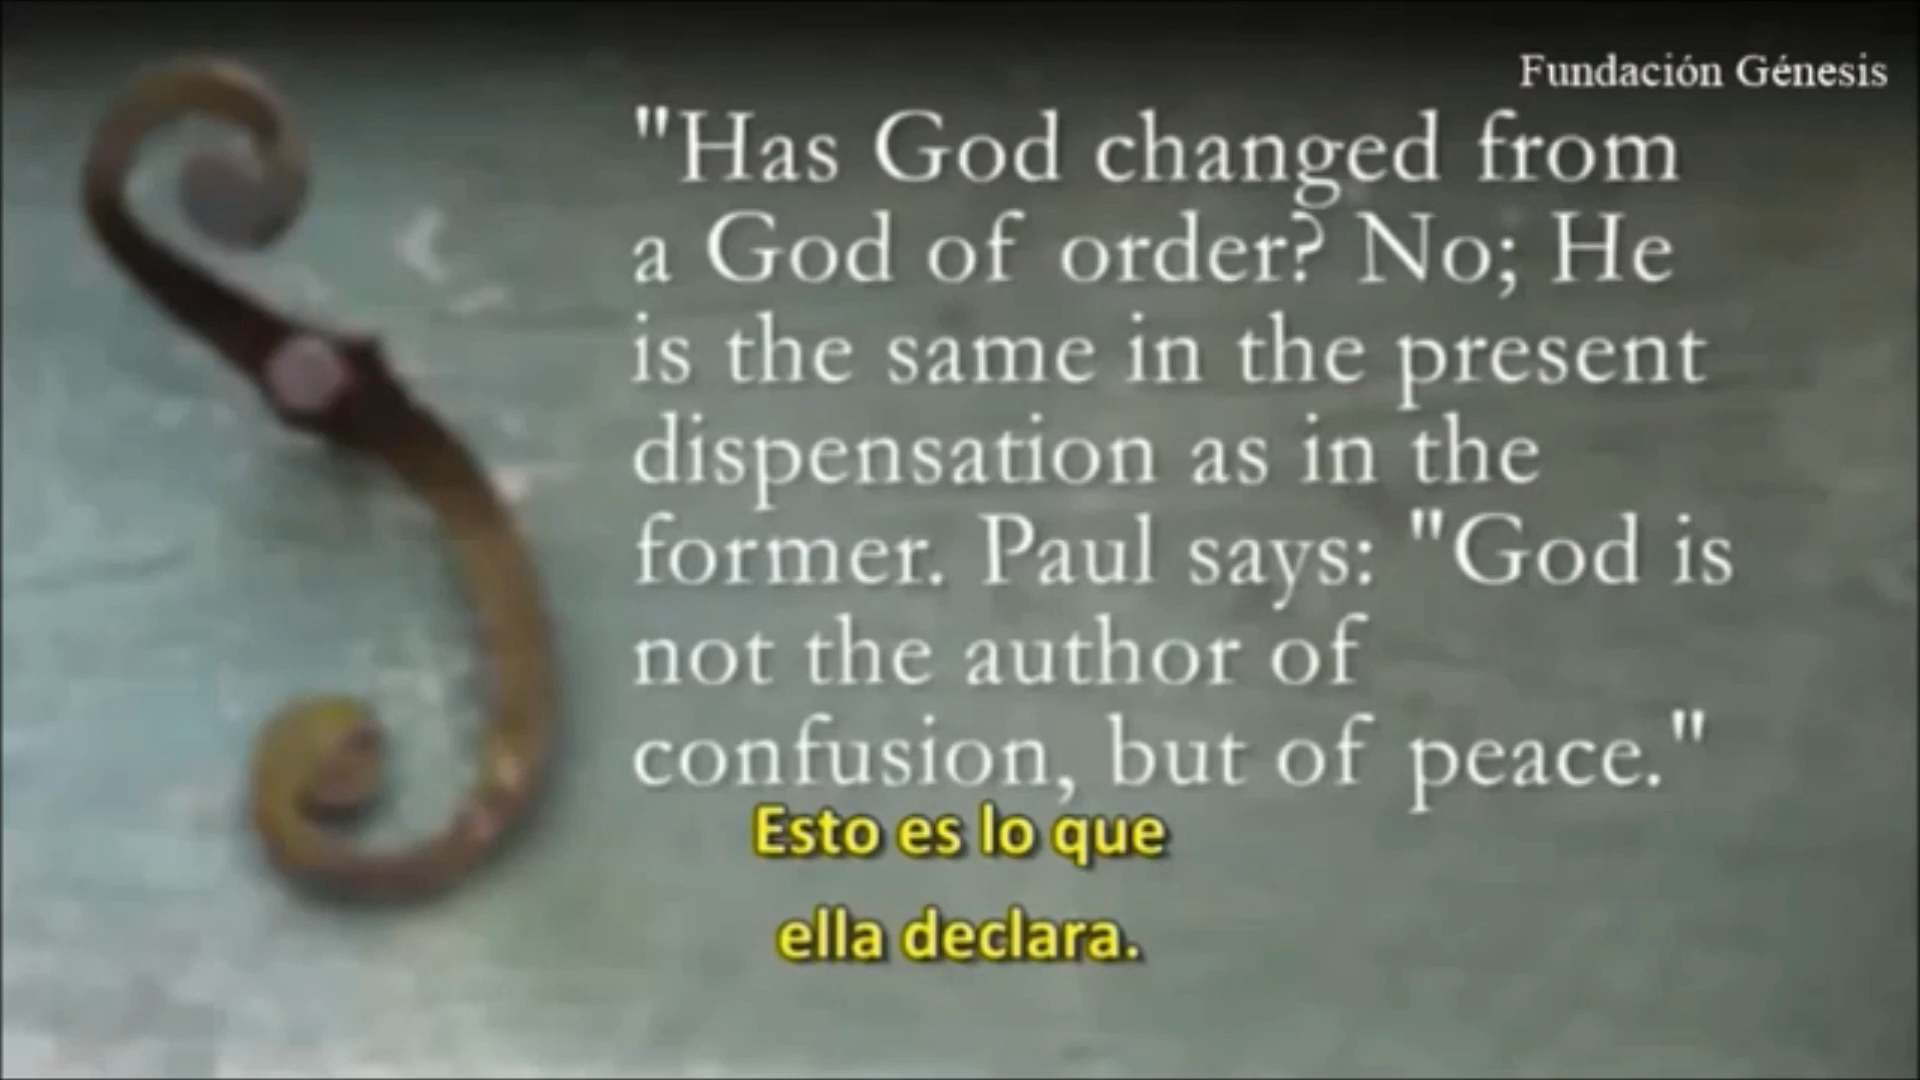 Fundación Génesis
"Has God changed from
a God of order? No; He
is the same in the present
dispensation as in the
former. Paul says: "God is
not the author of
confusion, but of peace."
Esto es lo que
ella declara.